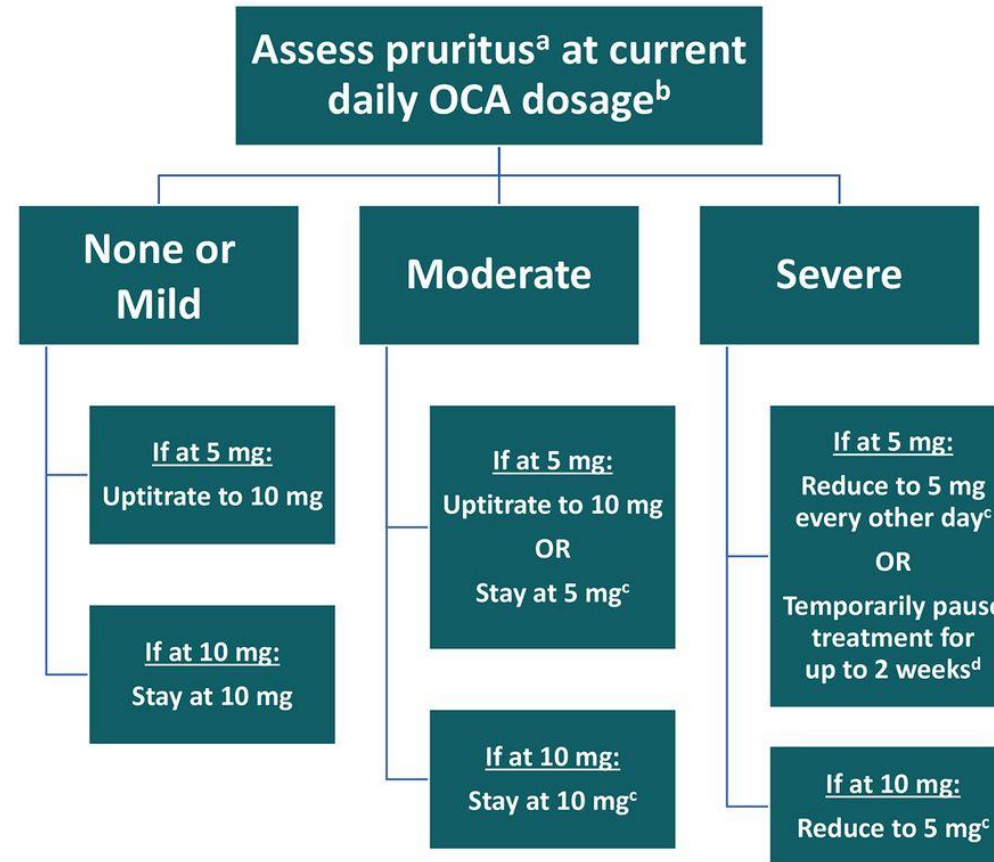 Assess pruritusᵃ at current
daily OCA dosageᵇ
None or
Mild
If at 5 mg:
Uptitrate to 10 mg
If at 10 mg:
Stay at 10 mg
Moderate
If at 5 mg:
Uptitrate to 10 mg
OR
Stay at 5 mgᶜ
If at 10 mg:
Stay at 10 mgᶜ
Severe
If at 5 mg:
Reduce to 5 mg
every other dayᶜ
OR
Temporarily pause
treatment for
up to 2 weeksᵈ
If at 10 mg:
Reduce to 5 mgᶜ